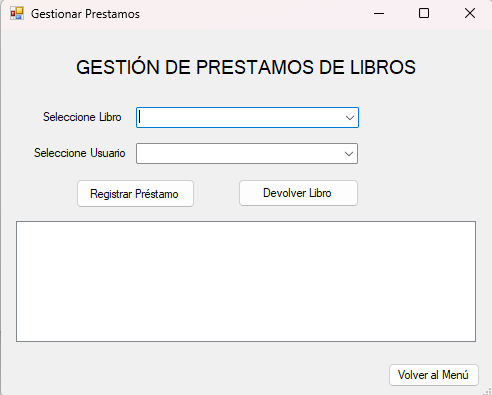 Gestionar Prestamos
GESTIÓN DE PRESTAMOS DE LIBROS
Seleccione Libro
Seleccione Usuario
Registrar Préstamo Devolver Libro
Volver al Menú